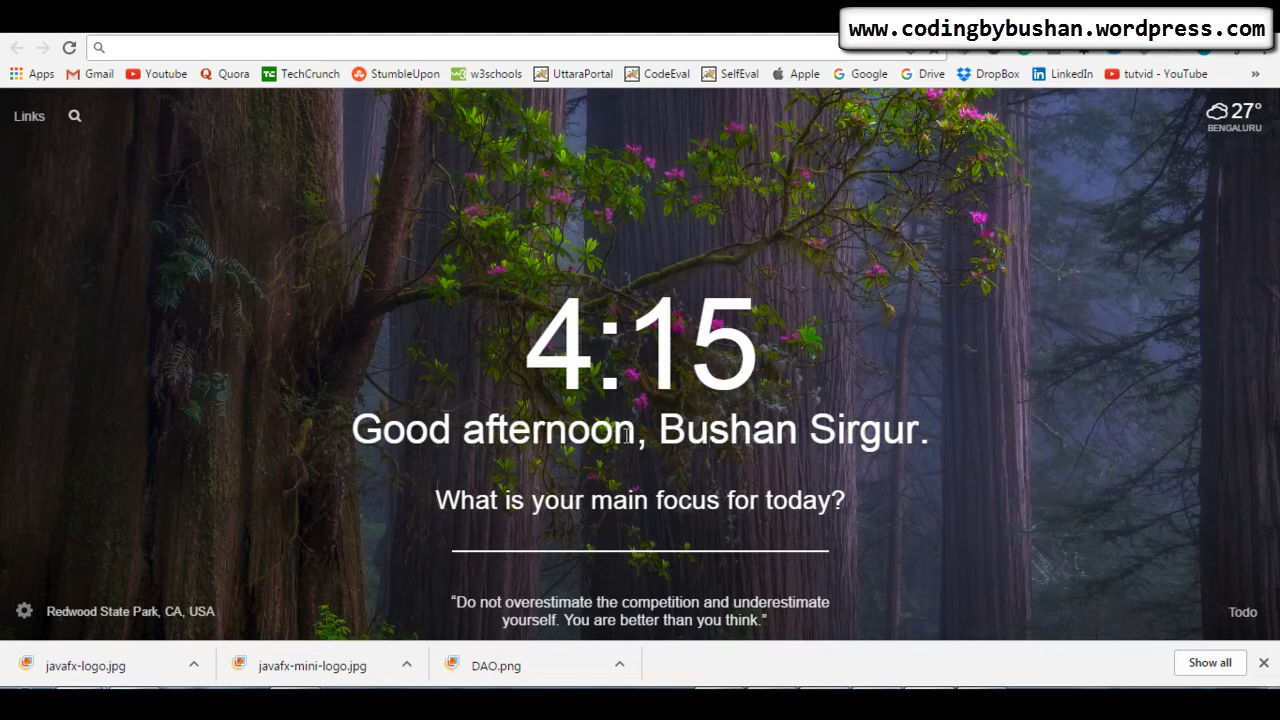 www.codingbybushan.wordpress.com
Apps Gmail Youtube Quora TechCrunch StumbleUpon w3schools UttaraPortal CodeEval SelfEval Apple Google Drive DropBox LinkedIn tutvid - YouTube »
Links
27°
BENGALURU
4:15
Good afternoon, Bushan Sirgur.
What is your main focus for today?
“Do not overestimate the competition and underestimate
yourself. You are better than you think.”
Redwood State Park, CA, USA
Todo
javafx-logo.jpg javafx-mini-logo.jpg DAO.png Show all